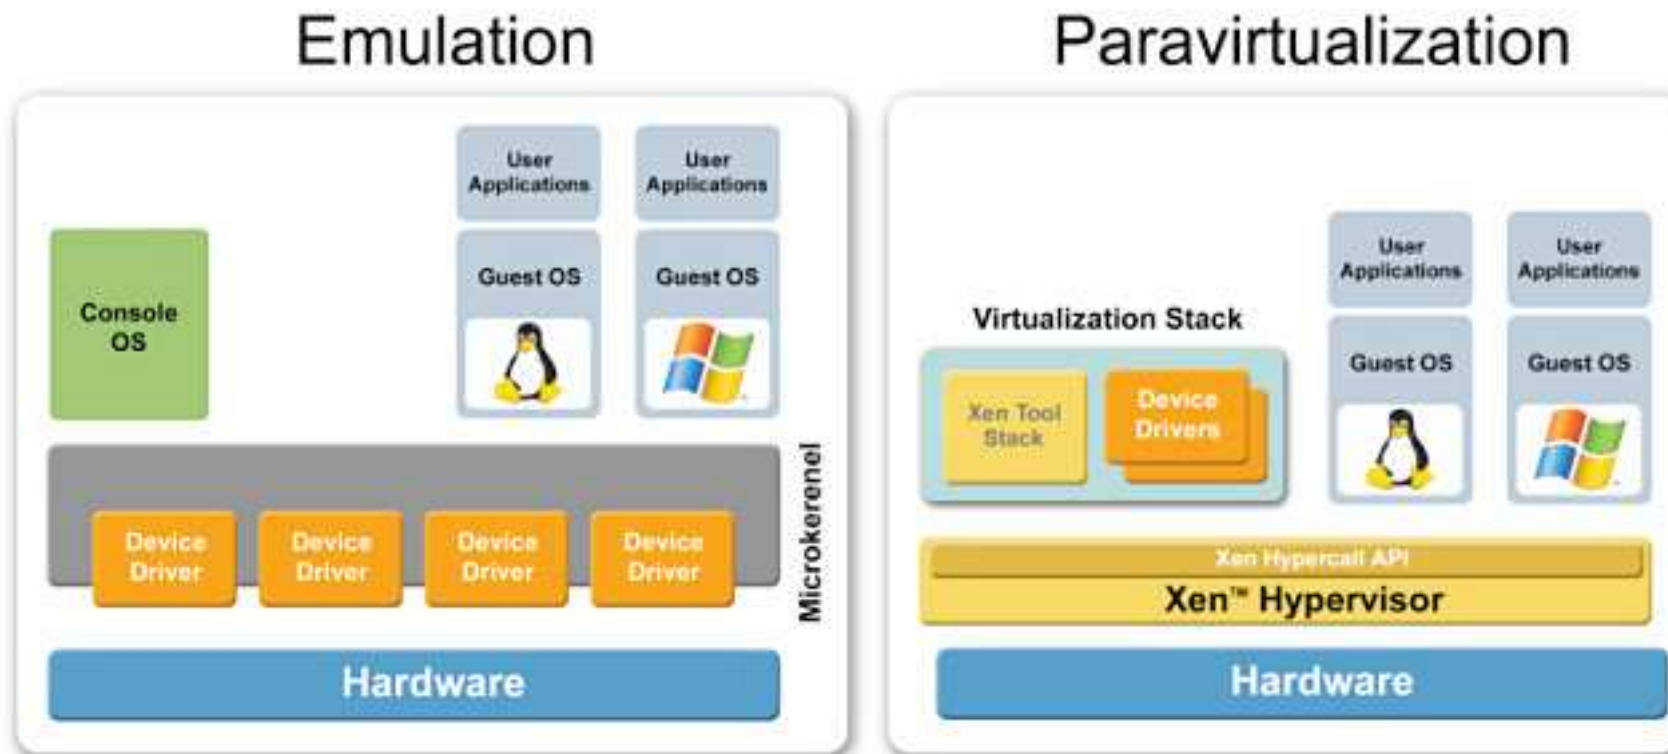 Emulation
User
Applications
User
Applications
Console
OS
Guest OS
Guest OS
Device
Driver
Device
Driver
Device
Driver
Device
Driver
Microkerenel
Hardware
Paravirtualization
User
Applications
User
Applications
Virtualization Stack
Xen Tool
Stack
Device
Drivers
Guest OS
Guest OS
Xen Hypercall API
Xen™ Hypervisor
Hardware